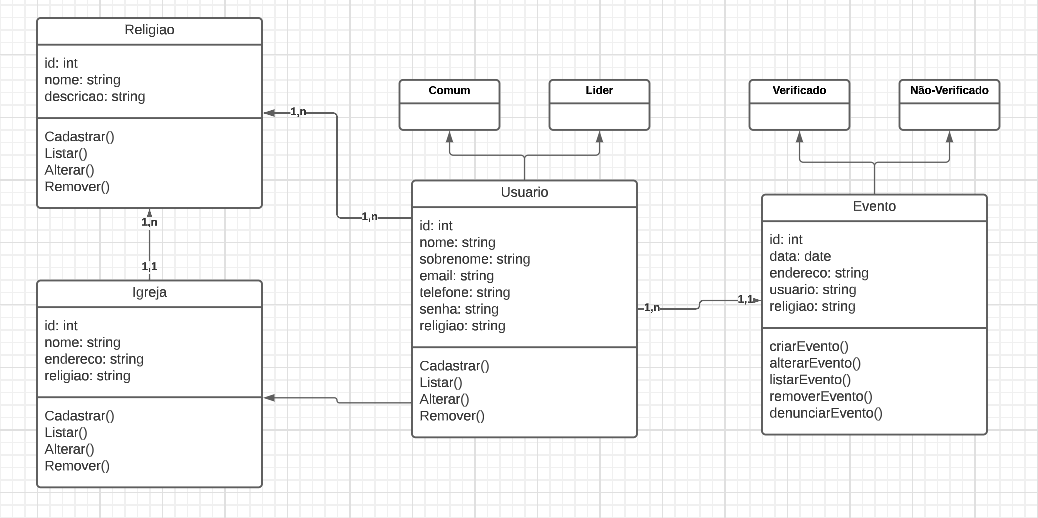 Religiao
id: int
nome: string
descricao: string
Cadastrar()
Listar()
Alterar()
Remover()
1,n
1,n
1,n
1,1
Igreja
id: int
nome: string
endereco: string
religiao: string
Cadastrar()
Listar()
Alterar()
Remover()
Comum
Lider
Usuario
id: int
nome: string
sobrenome: string
email: string
telefone: string
senha: string
religiao: string
Cadastrar()
Listar()
Alterar()
Remover()
1,n
1,1
Verificado
Não-Verificado
Evento
id: int
data: date
endereco: string
usuario: string
religiao: string
criarEvento()
alterarEvento()
listarEvento()
removerEvento()
denunciarEvento()